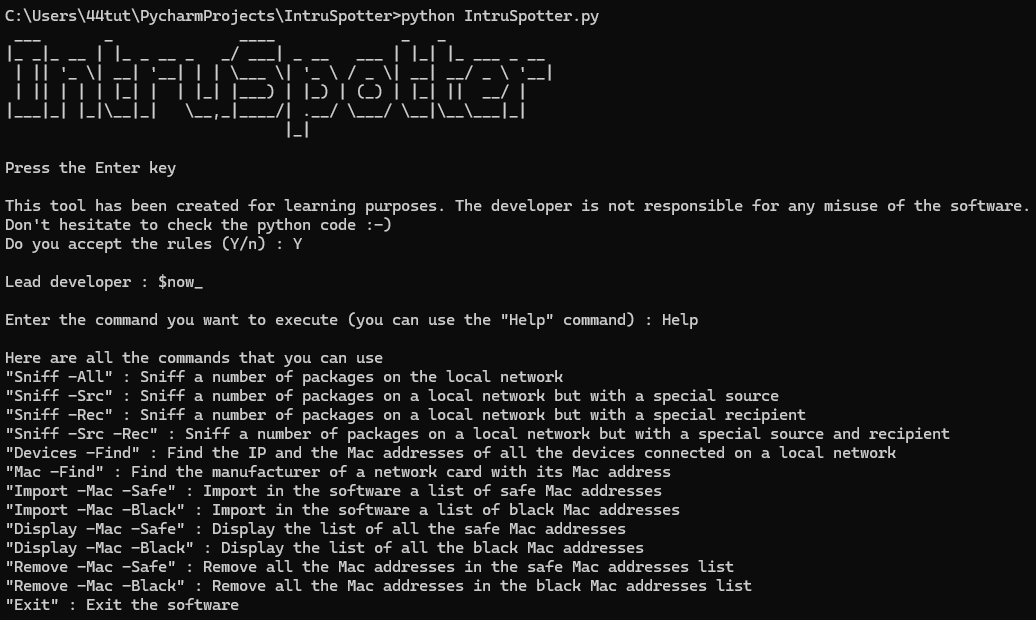 C:\Users\44tut\PycharmProjects\IntruSpotter>python IntruSpotter.py
IntruSpotter
Press the Enter key
This tool has been created for learning purposes. The developer is not responsible for any misuse of the software.
Don't hesitate to check the python code :-)
Do you accept the rules (Y/n) : Y
Lead developer : $now_
Enter the command you want to execute (you can use the "Help" command) : Help
Here are all the commands that you can use
"Sniff -All" : Sniff a number of packages on the local network
"Sniff -Src" : Sniff a number of packages on a local network but with a special source
"Sniff -Rec" : Sniff a number of packages on a local network but with a special recipient
"Sniff -Src -Rec" : Sniff a number of packages on a local network but with a special source and recipient
"Devices -Find" : Find the IP and the Mac addresses of all the devices connected on a local network
"Mac -Find" : Find the manufacturer of a network card with its Mac address
"Import -Mac -Safe" : Import in the software a list of safe Mac addresses
"Import -Mac -Black" : Import in the software a list of black Mac addresses
"Display -Mac -Safe" : Display the list of all the safe Mac addresses
"Display -Mac -Black" : Display the list of all the black Mac addresses
"Remove -Mac -Safe" : Remove all the Mac addresses in the safe Mac addresses list
"Remove -Mac -Black" : Remove all the Mac addresses in the black Mac addresses list
"Exit" : Exit the software